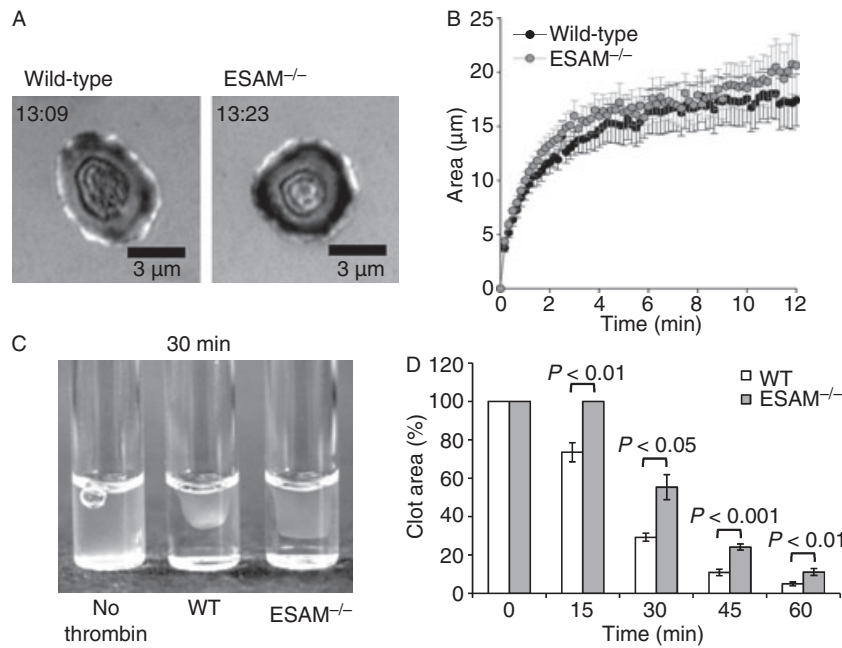 A
Wild-type
ESAM−/−
13:09
13:23
3 μm
3 μm
B
25
20
15
10
5
0
Area (μm)
Wild-type
ESAM−/−
0 2 4 6 8 10 12
Time (min)
C
30 min
No thrombin
WT
ESAM−/−
D
120
100
80
60
40
20
0
Clot area (%)
WT
ESAM−/−
P < 0.01
P < 0.05
P < 0.001
P < 0.01
0 15 30 45 60
Time (min)